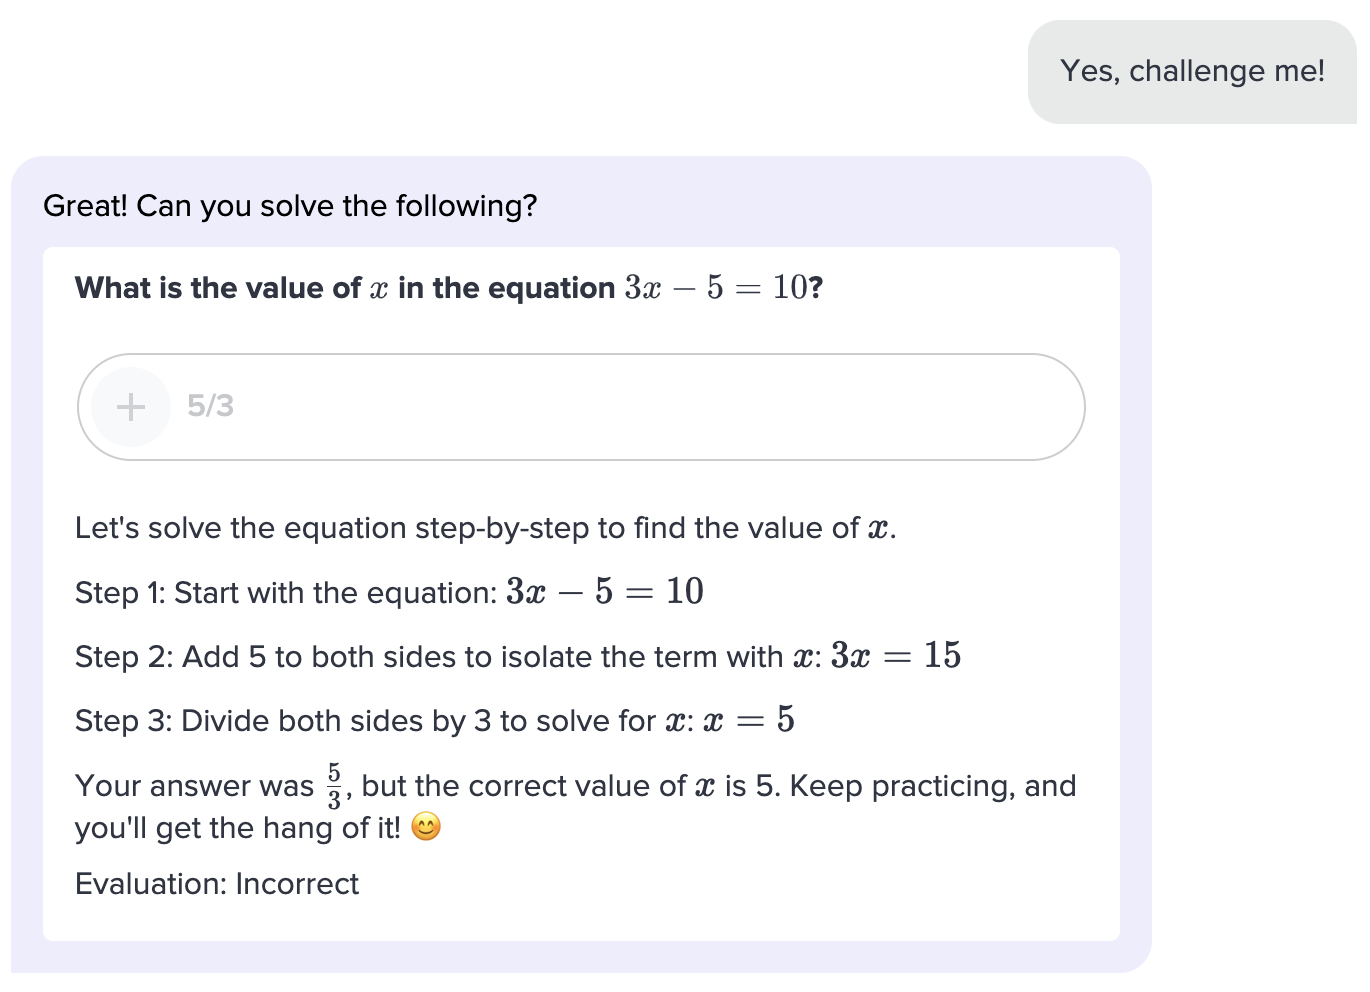 Yes, challenge me!
Great! Can you solve the following?
What is the value of x in the equation 3x − 5 = 10?
+ 5/3
Let's solve the equation step-by-step to find the value of x.
Step 1: Start with the equation: 3x − 5 = 10
Step 2: Add 5 to both sides to isolate the term with x: 3x = 15
Step 3: Divide both sides by 3 to solve for x: x = 5
Your answer was 5/3, but the correct value of x is 5. Keep practicing, and
you'll get the hang of it! 😊
Evaluation: Incorrect